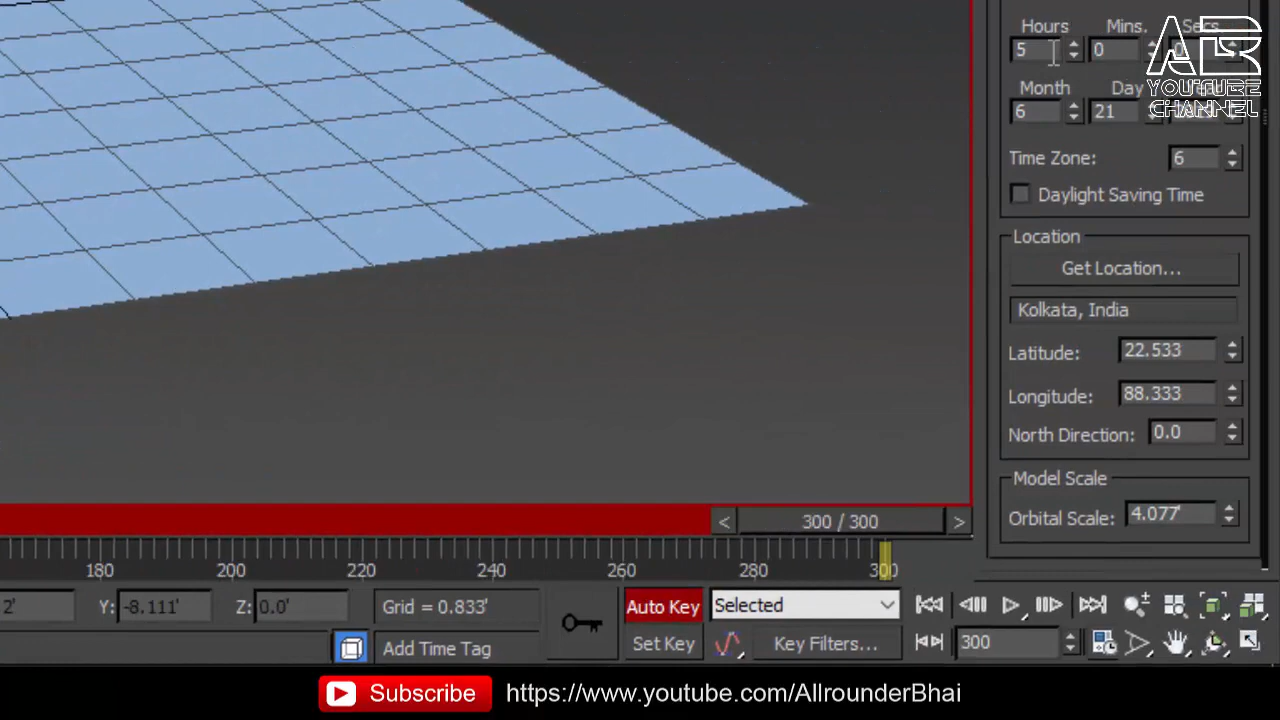 Hours Mins. Secs
5 0 0
YOUTUBE
CHANNEL
Month Day
6 21
Time Zone: 6
Daylight Saving Time
Location
Get Location...
Kolkata, India
Latitude: 22.533
Longitude: 88.333
North Direction: 0.0
Model Scale
Orbital Scale: 4.077'
< 300 / 300 >
180 200 220 240 260 280 300
2' Y: -8.111' Z: 0.0' Grid = 0.833' Auto Key Selected
Add Time Tag Set Key Key Filters... 300
Subscribe https://www.youtube.com/AllrounderBhai